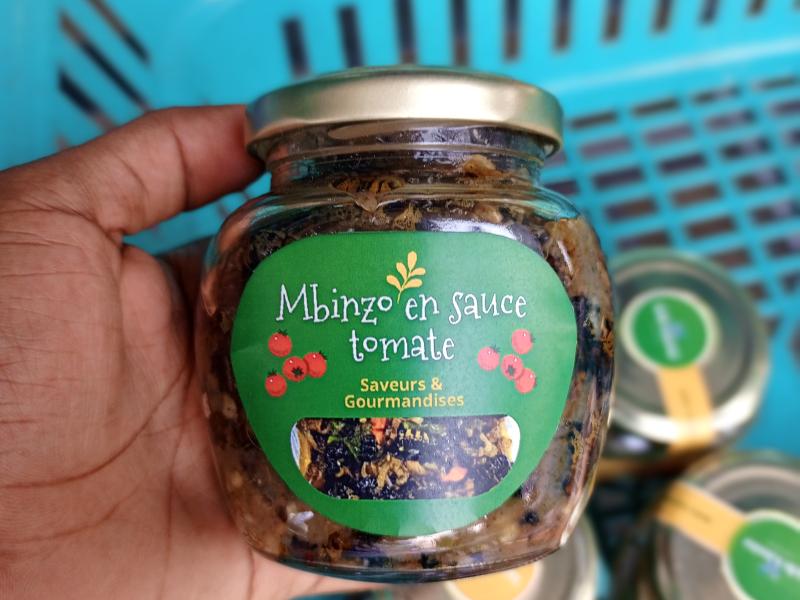 Mbinzo en sauce
tomate
Saveurs &
Gourmandises